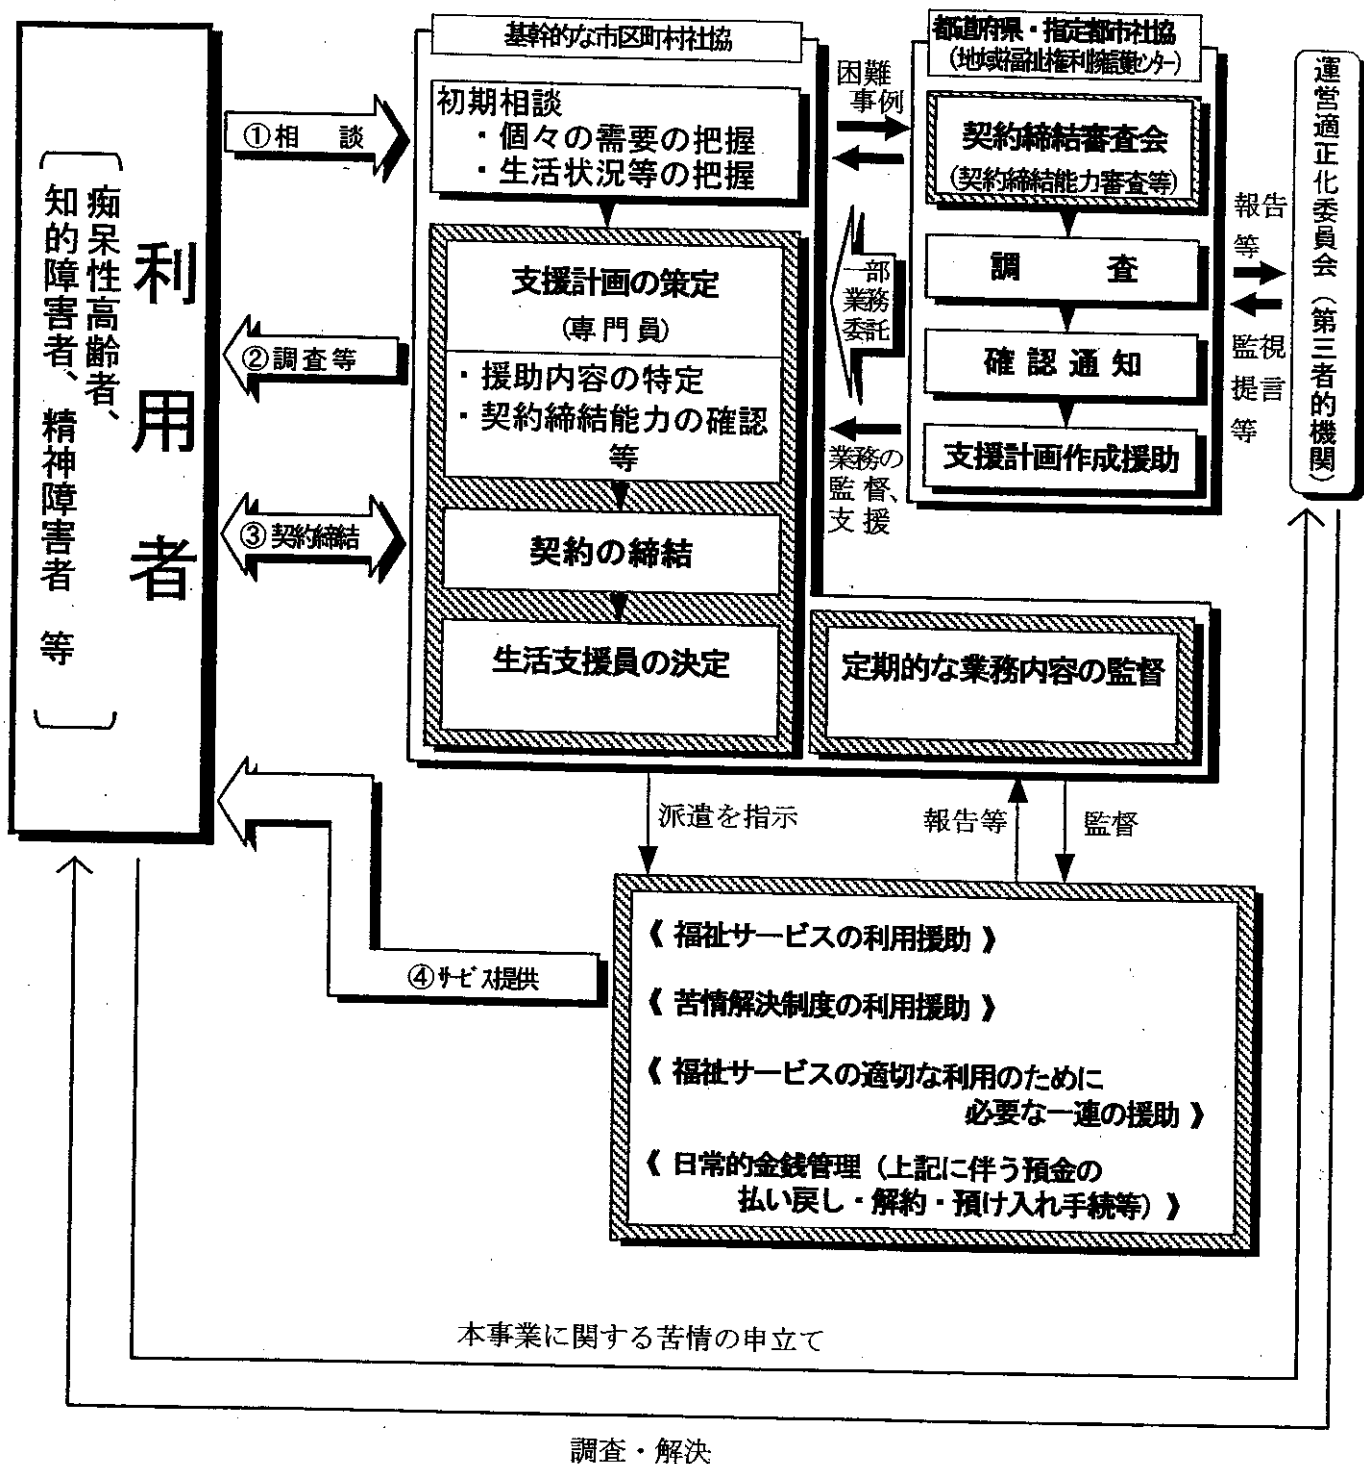 利用者
痴呆性高齢者、
知的障害者、精神障害者 等
①相 談
②調査等
③契約締結
④サービス提供
基幹的な市区町村社協
初期相談
・個々の需要の把握
・生活状況等の把握
支援計画の策定
(専門員)
・援助内容の特定
・契約締結能力の確認
等
契約の締結
生活支援員の決定
定期的な業務内容の監督
困難
事例
一部
業務
委託
業務の
監督、
支援
都道府県・指定都市社協
(地域福祉権利擁護センター)
契約締結審査会
(契約締結能力審査等)
調 査
確認通知
支援計画作成援助
報告
等
監視
提言
等
運営適正化委員会(第三者的機関)
派遣を指示
報告等
監督
《 福祉サービスの利用援助 》
《 苦情解決制度の利用援助 》
《 福祉サービスの適切な利用のために
必要な一連の援助 》
《 日常的金銭管理(上記に伴う預金の
払い戻し・解約・預け入れ手続等) 》
本事業に関する苦情の申立て
調査・解決